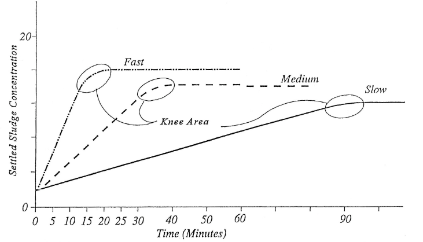 Fast
20
Medium
Slow
Knee Area
Settled Sludge Concentration
0
0 5 10 15 20 25 30 40 50 60 90
Time (Minutes)